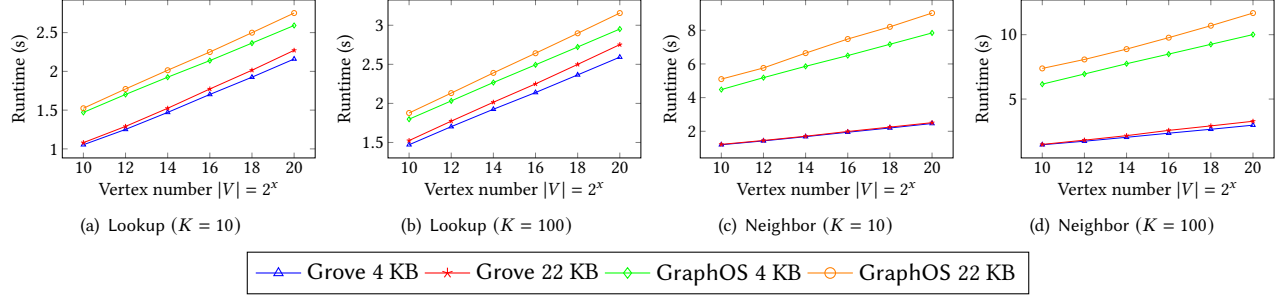 Runtime (s)
2.5
2
1.5
1
10 12 14 16 18 20
Vertex number |V| = 2^x
(a) Lookup (K = 10)
Runtime (s)
3
2.5
2
1.5
10 12 14 16 18 20
Vertex number |V| = 2^x
(b) Lookup (K = 100)
Runtime (s)
8
6
4
2
10 12 14 16 18 20
Vertex number |V| = 2^x
(c) Neighbor (K = 10)
Runtime (s)
10
5
10 12 14 16 18 20
Vertex number |V| = 2^x
(d) Neighbor (K = 100)
Grove 4 KB Grove 22 KB GraphOS 4 KB GraphOS 22 KB